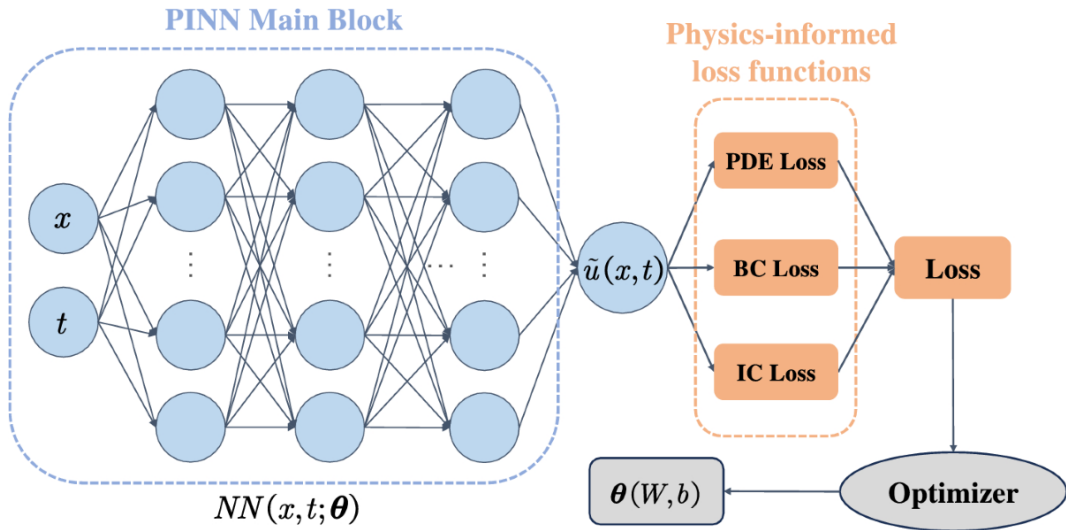 PINN Main Block
Physics-informed
loss functions
x
t
⋮
⋮
⋯
⋮
ũ(x,t)
PDE Loss
BC Loss
IC Loss
Loss
Optimizer
θ(W,b)
NN(x,t;θ)